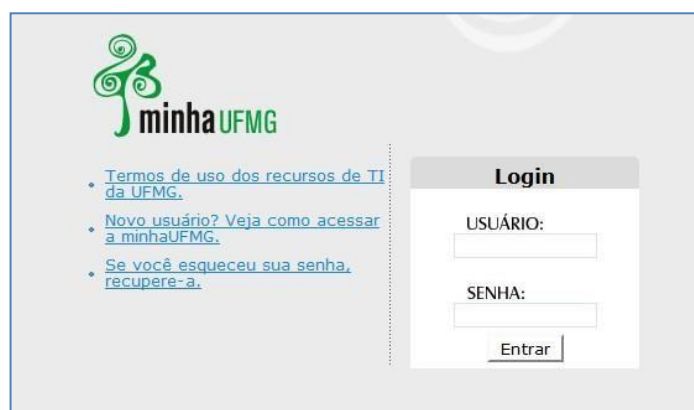 minhaUFMG
Termos de uso dos recursos de TI
da UFMG.
Novo usuário? Veja como acessar
a minhaUFMG.
Se você esqueceu sua senha,
recupere-a.
Login
USUÁRIO:
SENHA:
Entrar